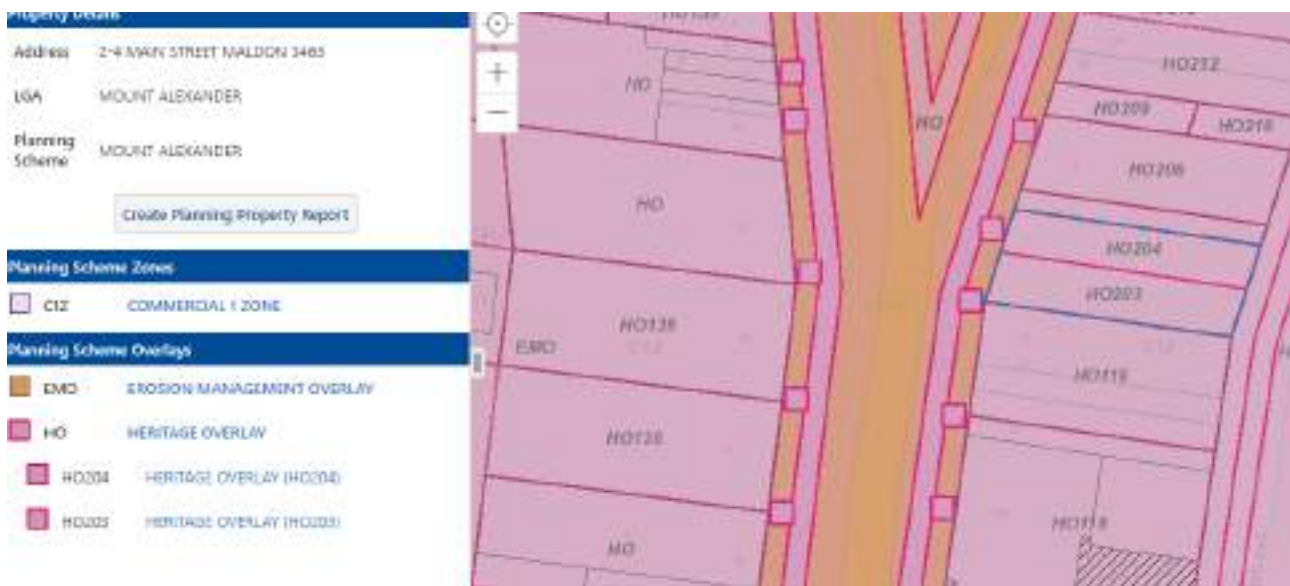 Property Details
Address 2-4 MAIN STREET MALDON 3463
LGA MOUNT ALEXANDER
Planning Scheme MOUNT ALEXANDER
Create Planning Property Report
Planning Scheme Zones
C1Z COMMERCIAL 1 ZONE
Planning Scheme Overlays
EMO EROSION MANAGEMENT OVERLAY
HO HERITAGE OVERLAY
HO204 HERITAGE OVERLAY (HO204)
HO203 HERITAGE OVERLAY (HO203)
+
−
HO
HO212
HO209
HO210
HO
HO206
HO
HO204
HO203
EMO
C1Z
HO119
HO
HO118